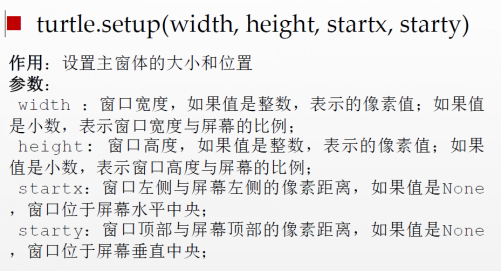 turtle.setup(width, height, startx, starty)
作用：设置主窗体的大小和位置
参数：
width ：窗口宽度，如果值是整数，表示的像素值；如果值
是小数，表示窗口宽度与屏幕的比例；
height：窗口高度，如果值是整数，表示的像素值；如果
值是小数，表示窗口高度与屏幕的比例；
startx：窗口左侧与屏幕左侧的像素距离，如果值是None
，窗口位于屏幕水平中央；
starty：窗口顶部与屏幕顶部的像素距离，如果值是None
，窗口位于屏幕垂直中央；